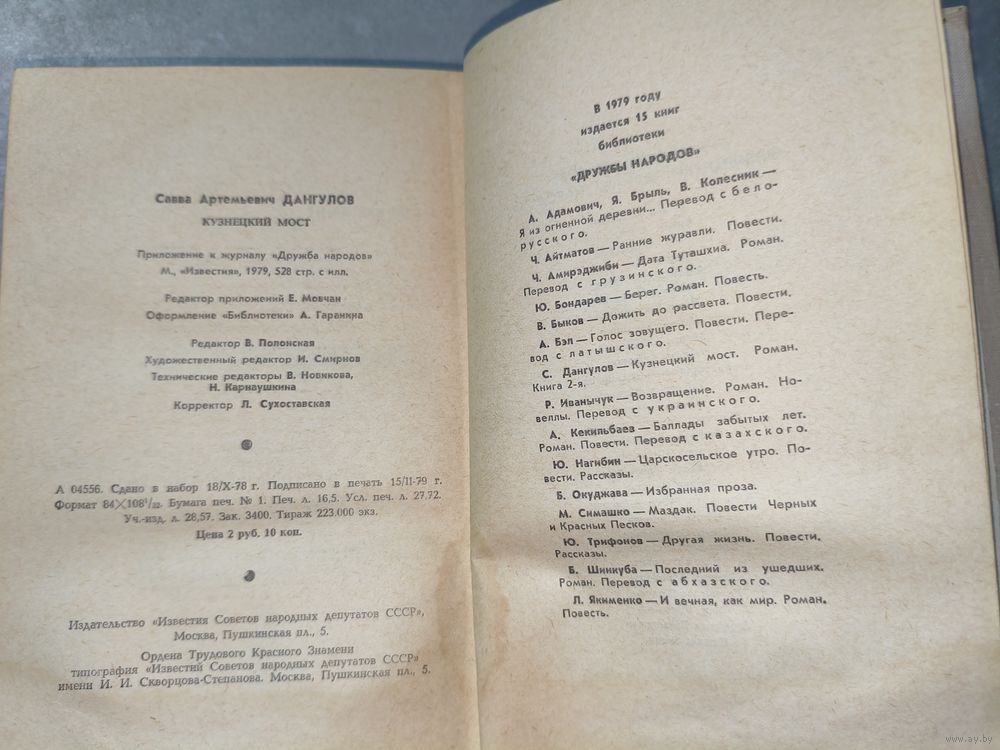 Савва Артемьевич ДАНГУЛОВ
КУЗНЕЦКИЙ МОСТ
Приложение к журналу «Дружба народов»
М., «Известия», 1979, 528 стр. с илл.
Редактор приложений Е. Мовчан
Оформление «Библиотеки» А. Гаранина
Редактор В. Полонская
Художественный редактор И. Смирнов
Технические редакторы В. Новикова,
Н. Карнаушкина
Корректор Л. Сухоставская
А 04556. Сдано в набор 18/X-78 г. Подписано в печать 15/II-79 г.
Формат 84×108¹/₃₂. Бумага печ. № 1. Печ. л. 16,5. Усл. печ. л. 27,72.
Уч.-изд. л. 28,57. Зак. 3400. Тираж 223.000 экз.
Цена 2 руб. 10 коп.
Издательство «Известия Советов народных депутатов СССР»,
Москва, Пушкинская пл., 5.
Ордена Трудового Красного Знамени
типография «Известий Советов народных депутатов СССР»
имени И. И. Скворцова-Степанова. Москва, Пушкинская пл., 5.
В 1979 году
издается 15 книг
библиотеки
«ДРУЖБЫ НАРОДОВ»
А. Адамович, Я. Брыль, В. Колесник —
Я из огненной деревни... Перевод с бело-
русского.
Ч. Айтматов — Ранние журавли. Повести.
Ч. Амирэджиби — Дата Туташхиа. Роман.
Перевод с грузинского.
Ю. Бондарев — Берег. Роман. Повесть.
В. Быков — Дожить до рассвета. Повести.
А. Бэл — Голос зовущего. Повести. Пере-
вод с латышского.
С. Дангулов — Кузнецкий мост. Роман.
Книга 2-я.
Р. Иванычук — Возвращение. Роман. Но-
веллы. Перевод с украинского.
А. Кекильбаев — Баллады забытых лет.
Роман. Повести. Перевод с казахского.
Ю. Нагибин — Царскосельское утро. По-
вести. Рассказы.
Б. Окуджава — Избранная проза.
М. Симашко — Маздак. Повести Черных
и Красных Песков.
Ю. Трифонов — Другая жизнь. Повести.
Рассказы.
Б. Шинкуба — Последний из ушедших.
Роман. Перевод с абхазского.
Л. Якименко — И вечная, как мир. Роман.
Повесть.
www.ay.by